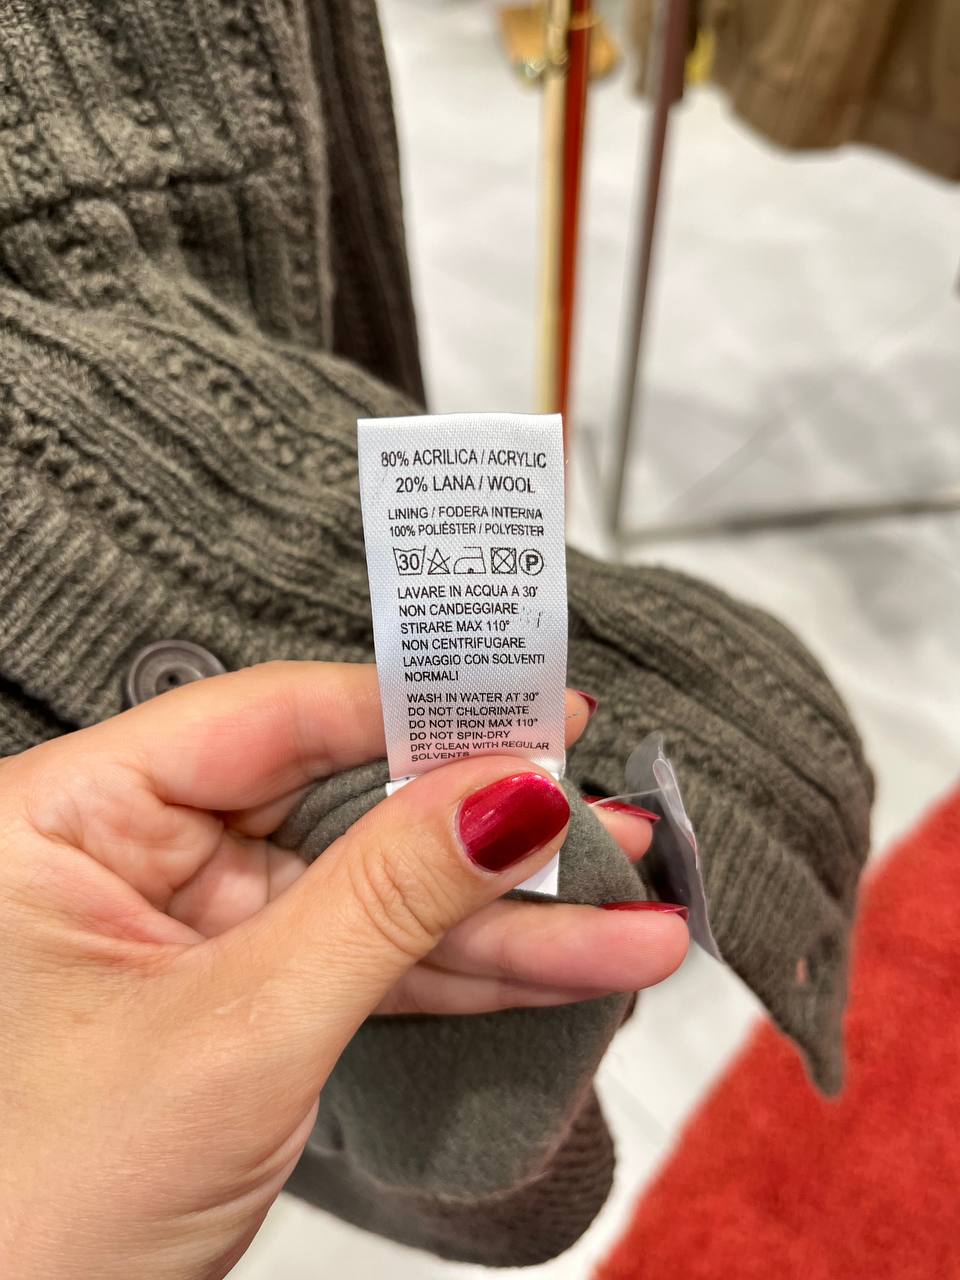 80% ACRILICA / ACRYLIC
20% LANA / WOOL
LINING / FODERA INTERNA
100% POLIÉSTER / POLYESTER
30 P
LAVARE IN ACQUA A 30°
NON CANDEGGIARE
STIRARE MAX 110°
NON CENTRIFUGARE
LAVAGGIO CON SOLVENTI
NORMALI
WASH IN WATER AT 30°
DO NOT CHLORINATE
DO NOT IRON MAX 110°
DO NOT SPIN-DRY
DRY CLEAN WITH REGULAR
SOLVENTS